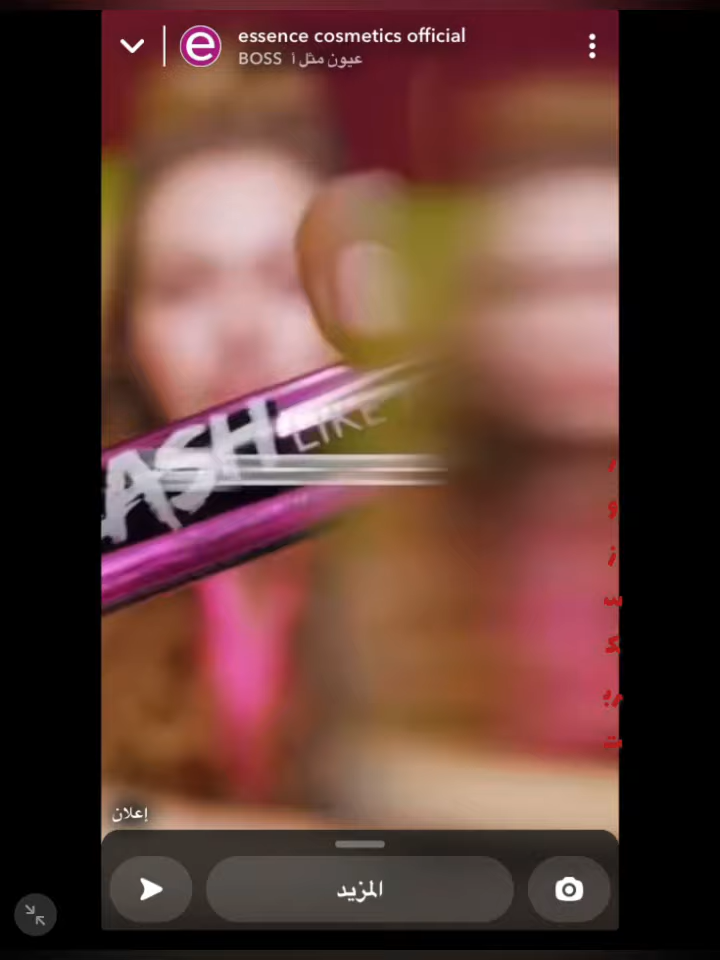 essence cosmetics official
عيون مثل ا BOSS
ASH LIKE
إعلان
المزيد